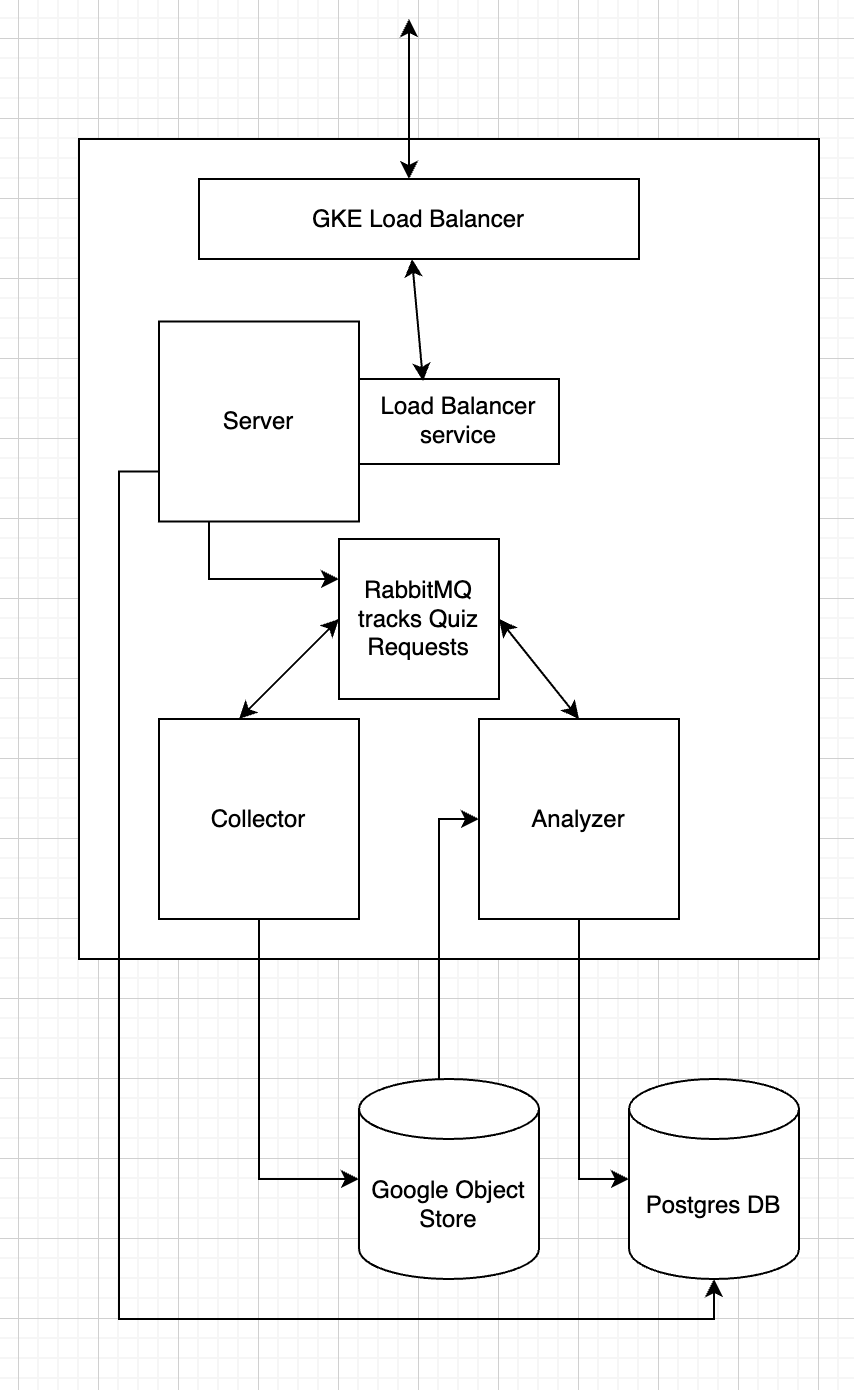 GKE Load Balancer
Server
Load Balancer
service
RabbitMQ
tracks Quiz
Requests
Collector
Analyzer
Google Object
Store
Postgres DB